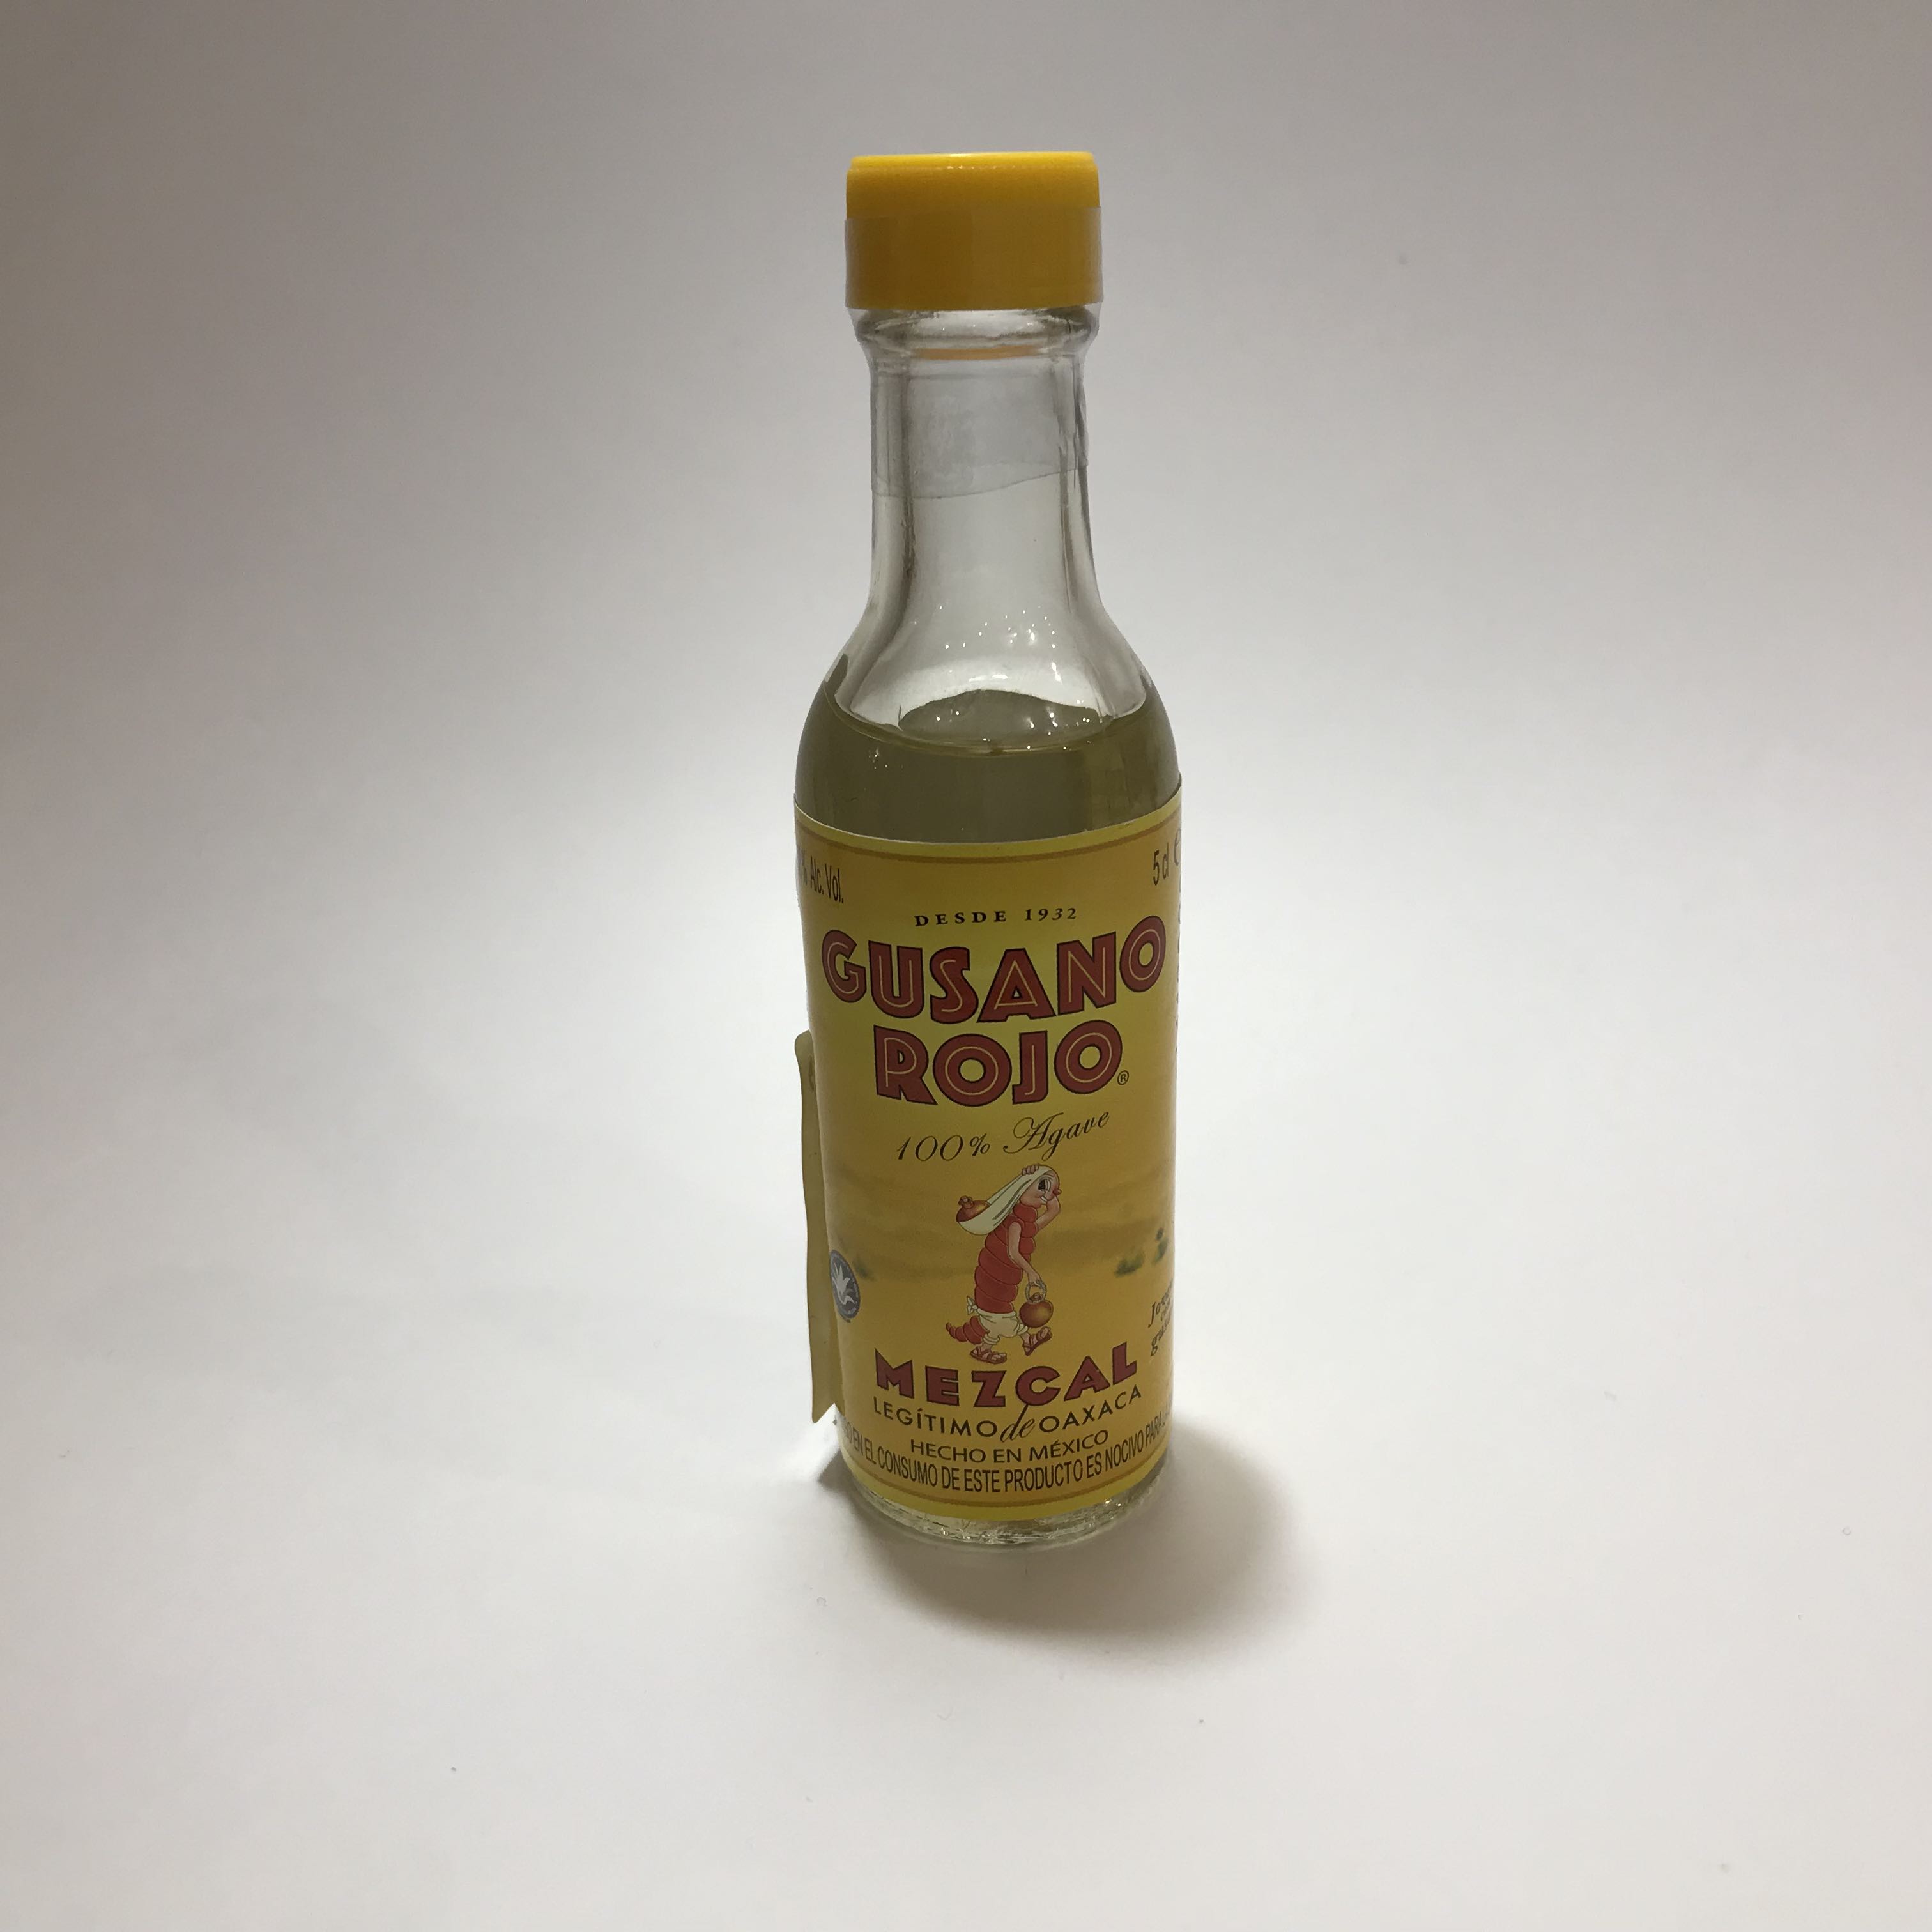 % Alc. Vol.
5 cl
DESDE 1932
GUSANO
ROJO®
100% Agave
MEZCAL
LEGÍTIMO de OAXACA
HECHO EN MÉXICO
EN EL CONSUMO DE ESTE PRODUCTO ES NOCIVO PARA